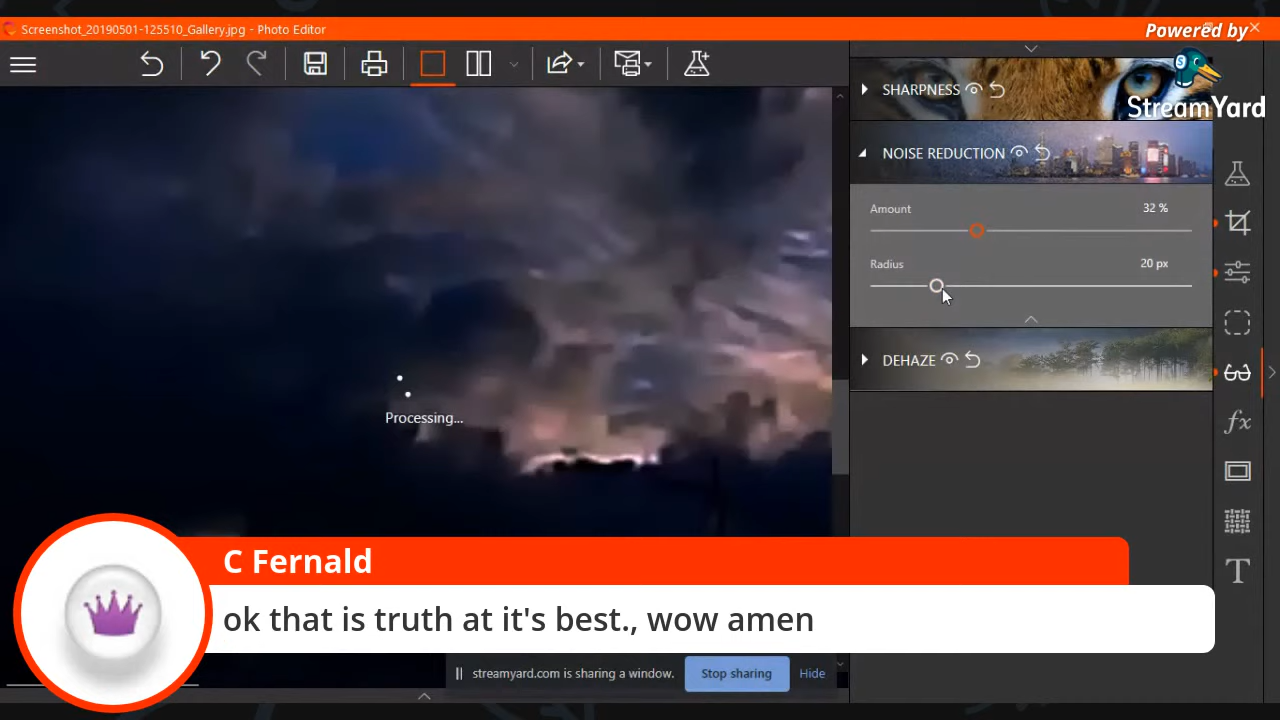 Screenshot_20190501-125510_Gallery.jpg - Photo Editor
Powered by
StreamYard
SHARPNESS
NOISE REDUCTION
Amount
32 %
Radius
20 px
DEHAZE
Processing...
fx
T
C Fernald
ok that is truth at it's best., wow amen
streamyard.com is sharing a window.
Stop sharing
Hide